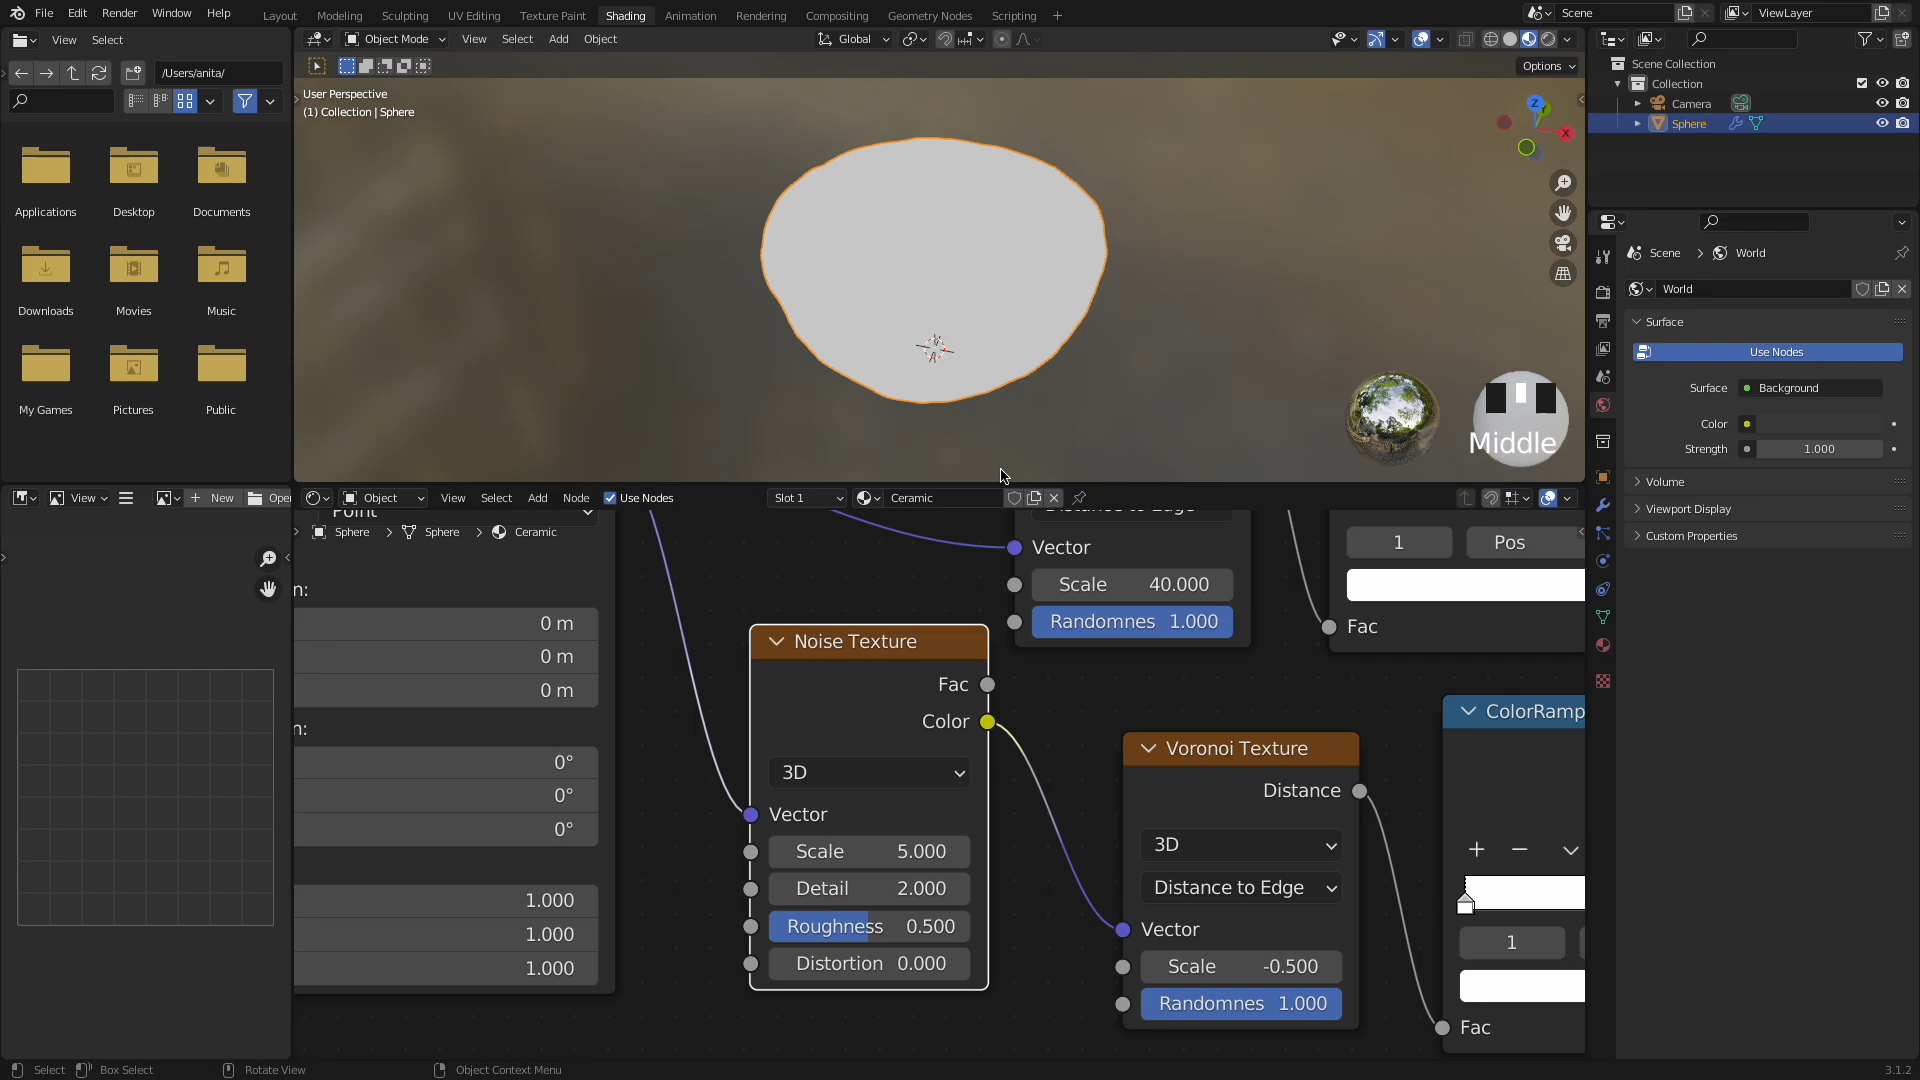 File Edit Render Window Help
Layout Modeling Sculpting UV Editing Texture Paint Shading Animation Rendering Compositing Geometry Nodes Scripting +
Scene
ViewLayer
View Select
Object Mode View Select Add Object
Global
/Users/anita/
Options
Scene Collection
Collection
Camera
Sphere
User Perspective
(1) Collection | Sphere
Z
Y
X
Applications Desktop Documents
Downloads Movies Music
My Games Pictures Public
Middle
Scene > World
World
Surface
Use Nodes
Surface Background
Color
Strength 1.000
Volume
Viewport Display
Custom Properties
View + New Open
Object View Select Add Node Use Nodes Slot 1 Ceramic
Point
Sphere > Sphere > Ceramic
n:
0 m
0 m
0 m
n:
0°
0°
0°
1.000
1.000
1.000
Noise Texture
Fac
Color
3D
Vector
Scale 5.000
Detail 2.000
Roughness 0.500
Distortion 0.000
Distance to Edge
Vector
Scale 40.000
Randomnes 1.000
Voronoi Texture
Distance
3D
Distance to Edge
Vector
Scale -0.500
Randomnes 1.000
1 Pos
Fac
ColorRamp
1
Fac
Select Box Select Rotate View Object Context Menu
3.1.2